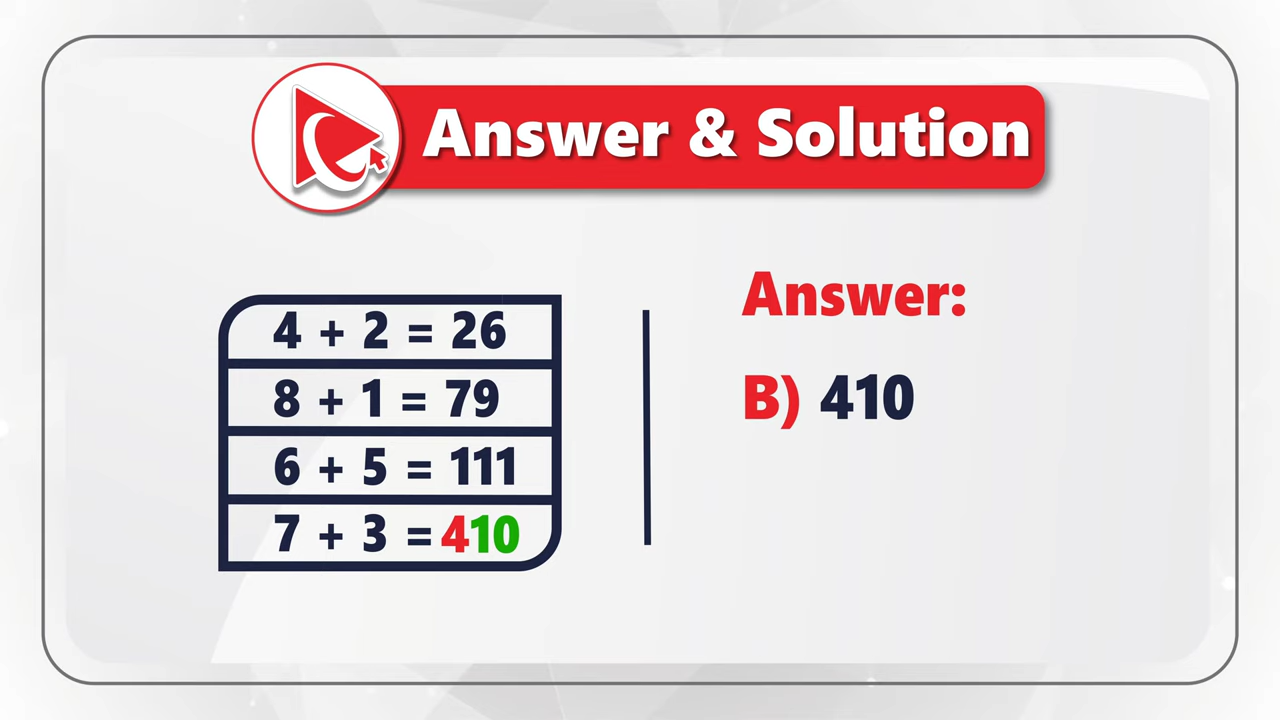 Answer & Solution
4 + 2 = 26
8 + 1 = 79
6 + 5 = 111
7 + 3 = 410
Answer:
B) 410